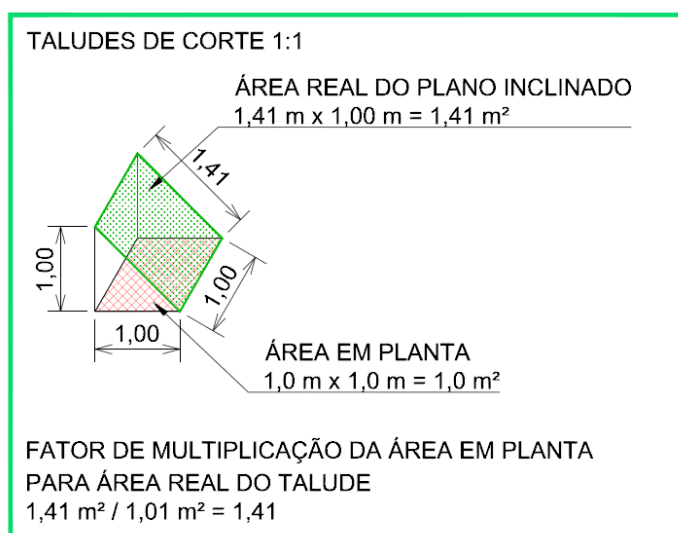 TALUDES DE CORTE 1:1
ÁREA REAL DO PLANO INCLINADO
1,41 m x 1,00 m = 1,41 m²
1,41
1,00
1,00
1,00
ÁREA EM PLANTA
1,0 m x 1,0 m = 1,0 m²
FATOR DE MULTIPLICAÇÃO DA ÁREA EM PLANTA
PARA ÁREA REAL DO TALUDE
1,41 m² / 1,01 m² = 1,41